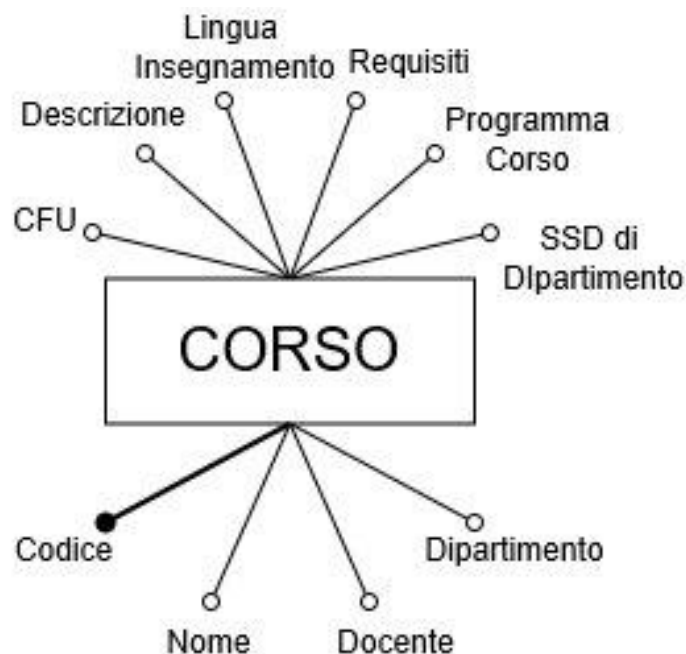 Lingua
Insegnamento
Requisiti
Descrizione
Programma
Corso
CFU
SSD di
DIpartimento
CORSO
Codice
Dipartimento
Nome
Docente